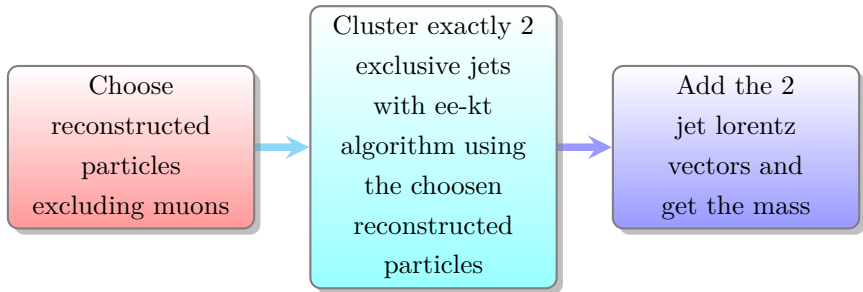 Choose
reconstructed
particles
excluding muons
Cluster exactly 2
exclusive jets
with ee-kt
algorithm using
the choosen
reconstructed
particles
Add the 2
jet lorentz
vectors and
get the mass